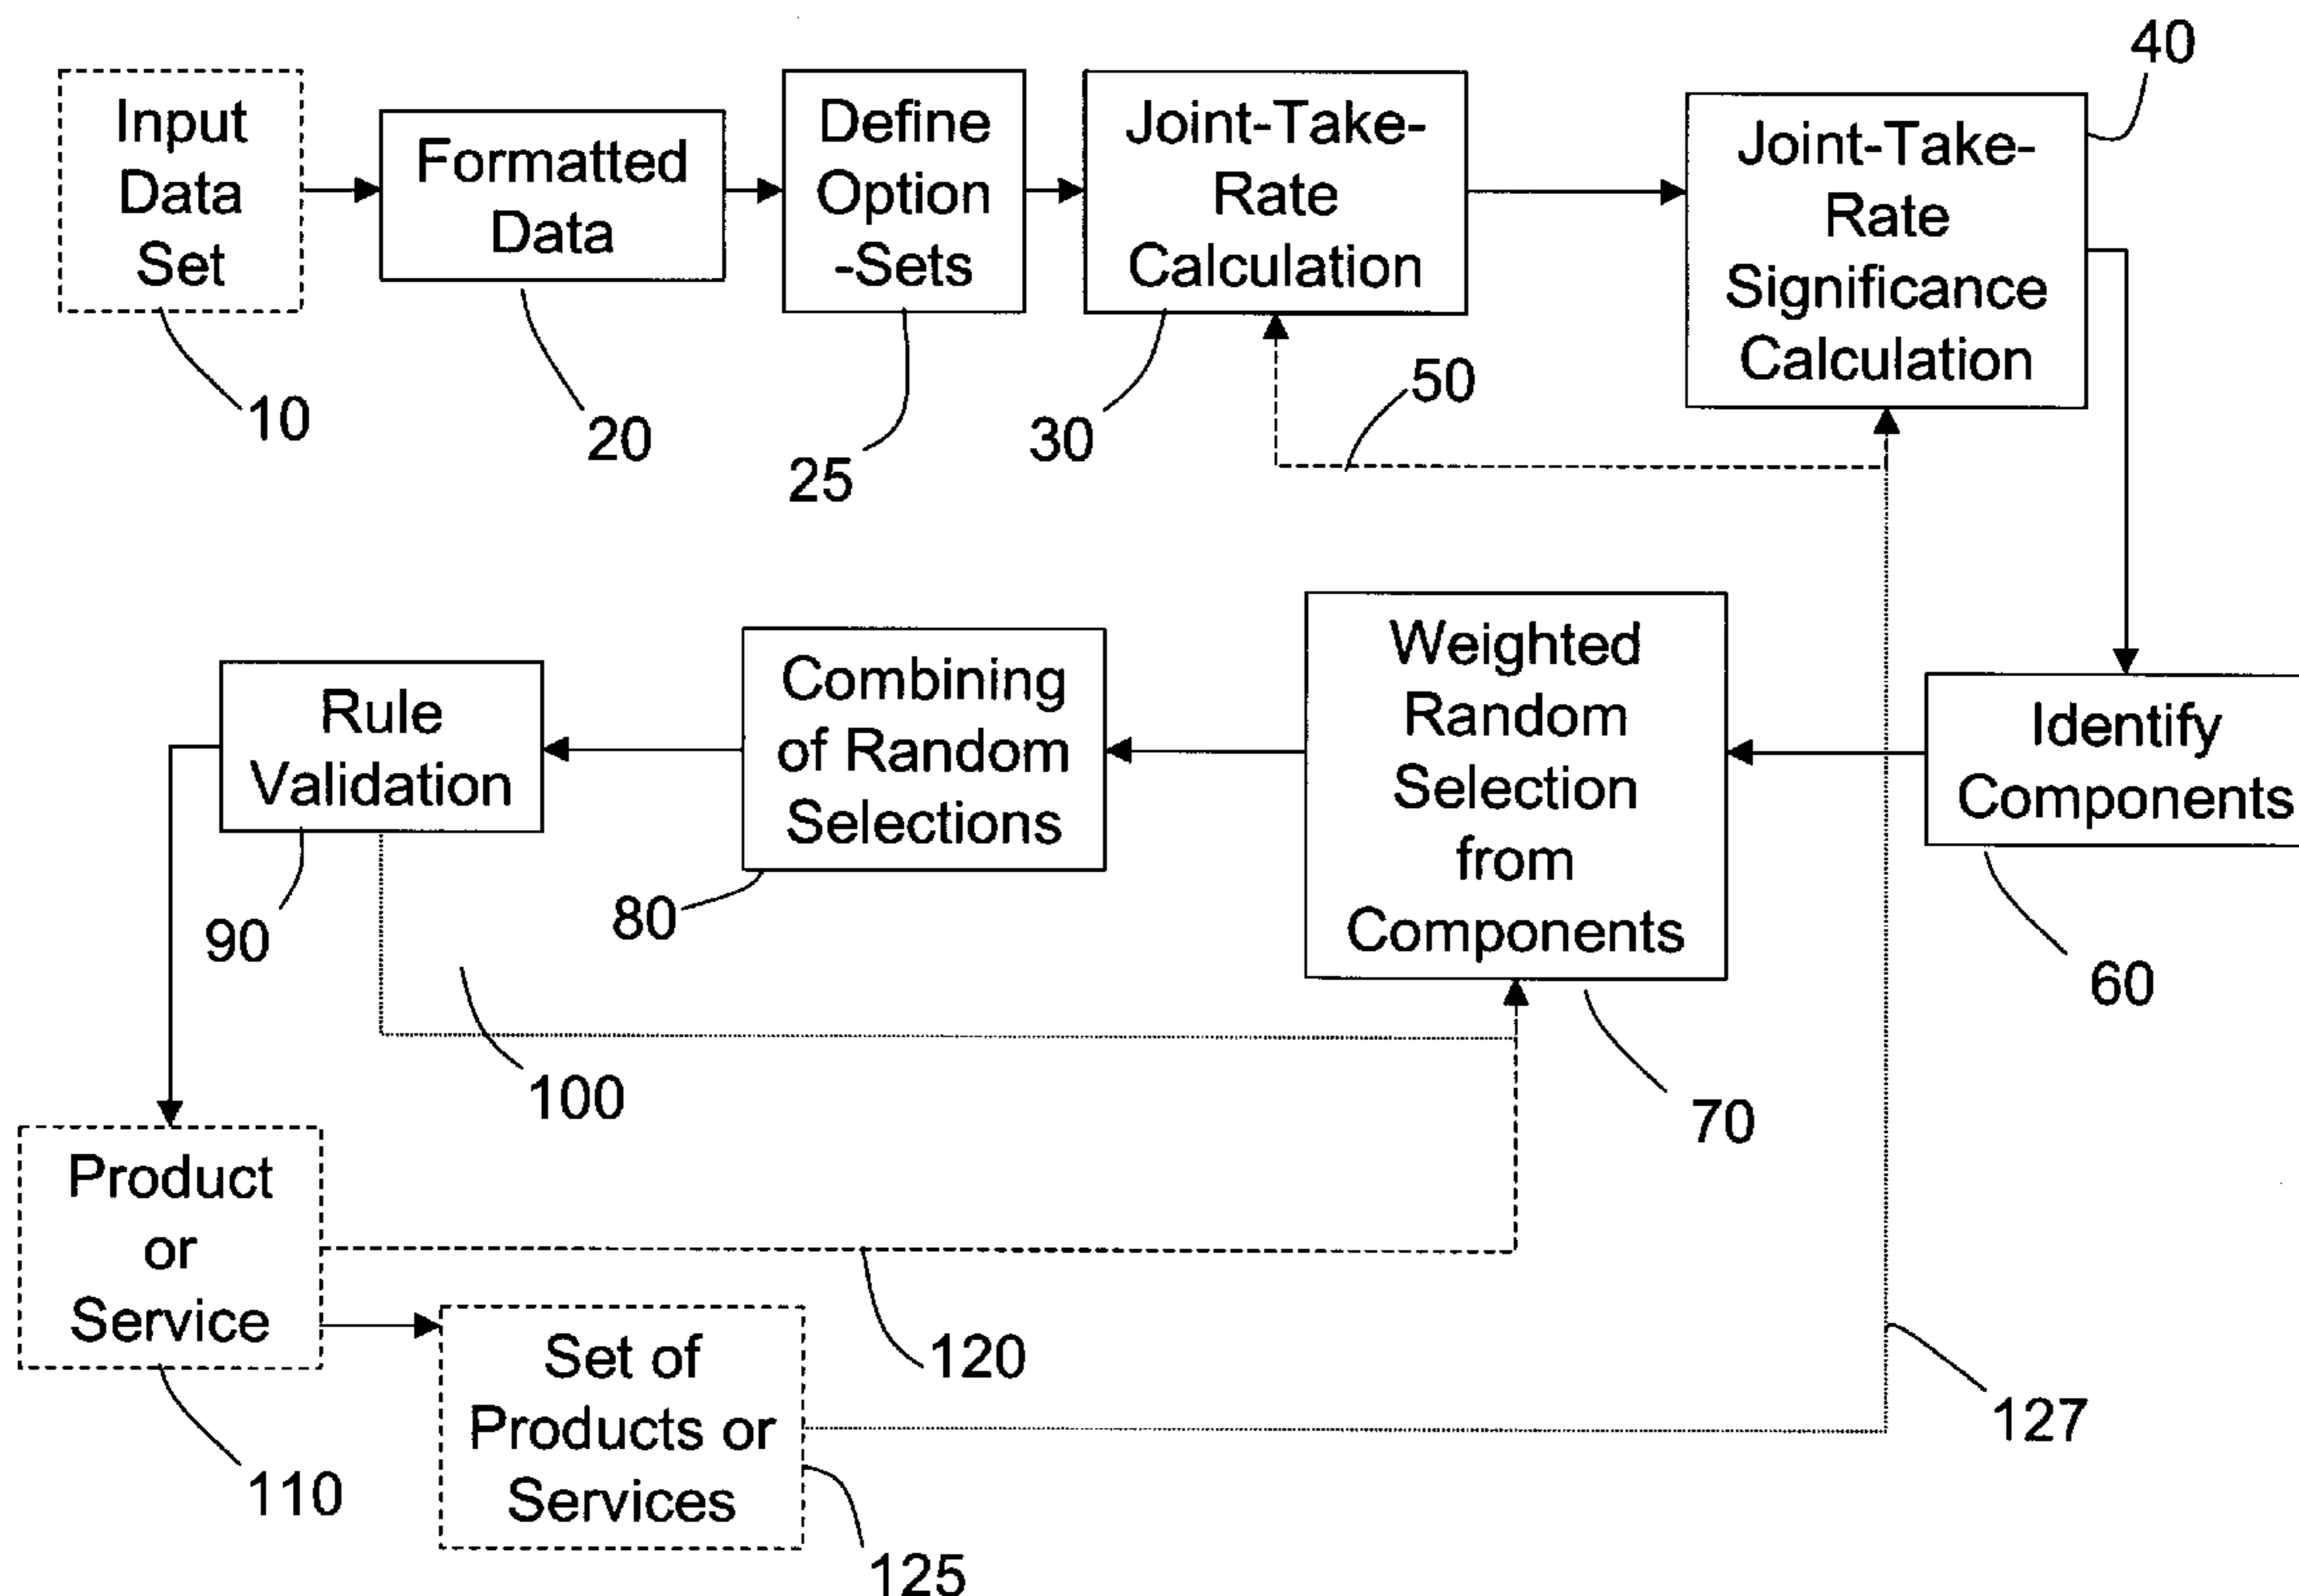 40
Input
Data
Set
Formatted
Data
Define
Option
-Sets
Joint-Take-
Rate
Calculation
Joint-Take-
Rate
Significance
Calculation
10
20
25
30
50
Rule
Validation
Combining
of Random
Selections
Weighted
Random
Selection
from
Components
Identify
Components
90
80
60
100
70
Product
or
Service
120
Set of
Products or
Services
127
110
125